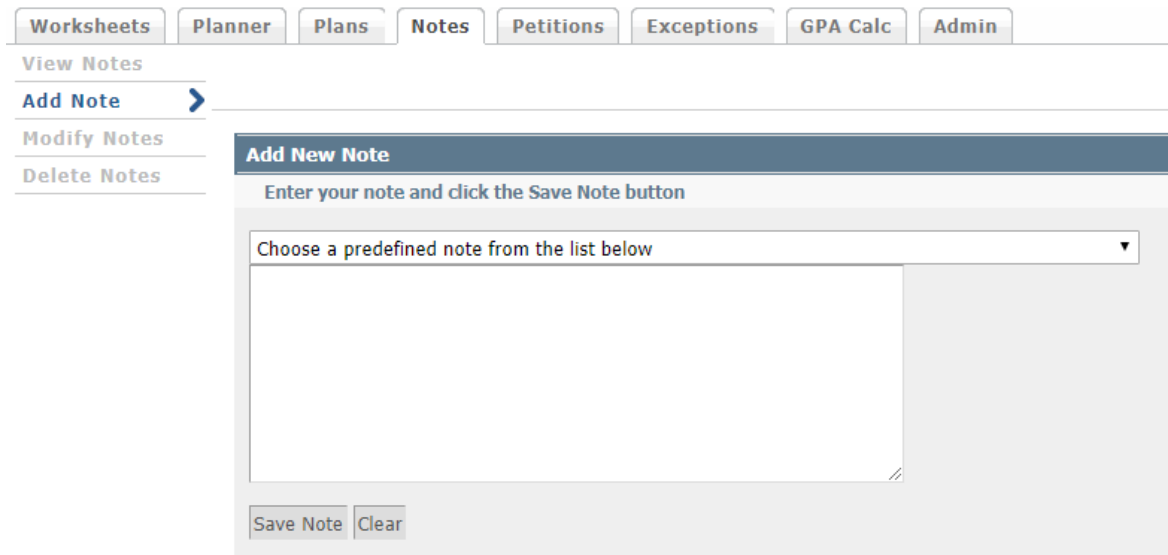 Worksheets Planner Plans Notes Petitions Exceptions GPA Calc Admin
View Notes
Add Note
Modify Notes
Delete Notes
Add New Note
Enter your note and click the Save Note button
Choose a predefined note from the list below
Save Note Clear